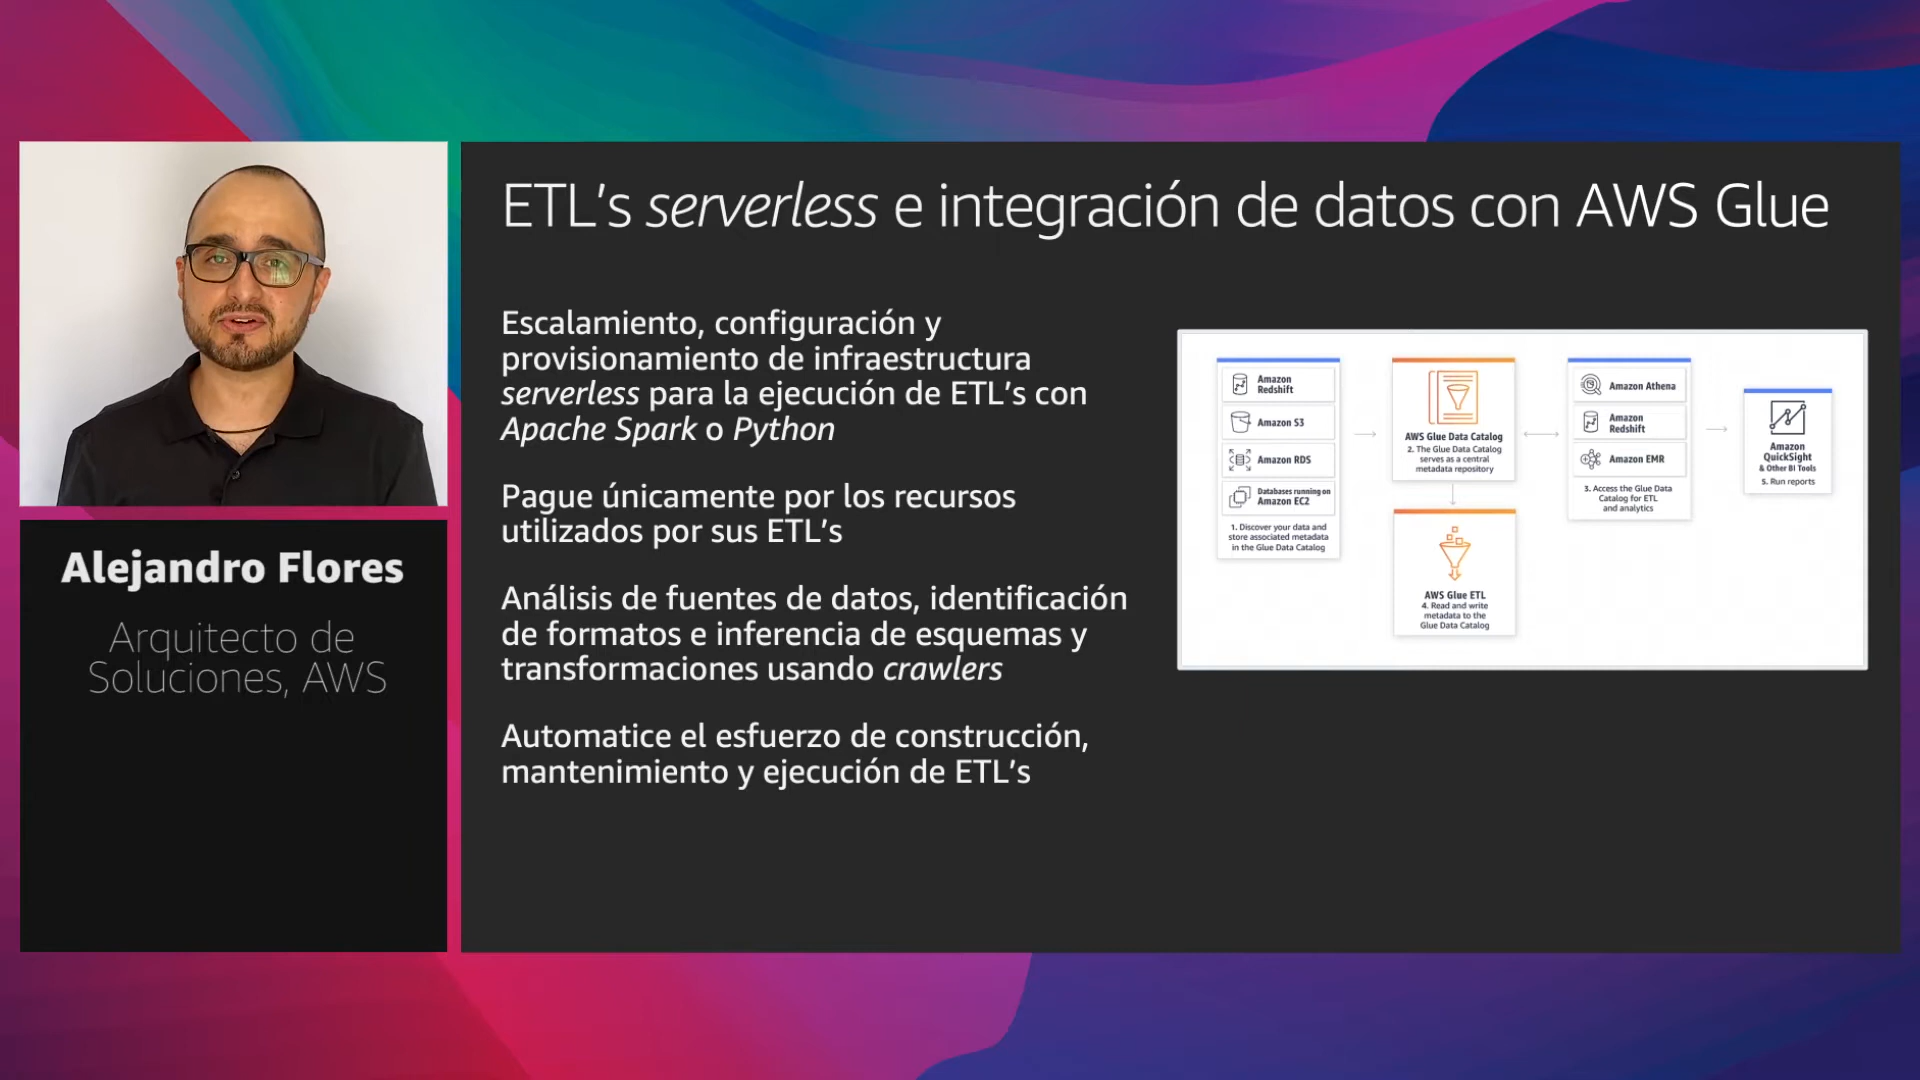 ETL's serverless e integración de datos con AWS Glue
Escalamiento, configuración y
provisionamiento de infraestructura
serverless para la ejecución de ETL's con
Apache Spark o Python
Pague únicamente por los recursos
utilizados por sus ETL's
Análisis de fuentes de datos, identificación
de formatos e inferencia de esquemas y
transformaciones usando crawlers
Automatice el esfuerzo de construcción,
mantenimiento y ejecución de ETL's
Amazon
Redshift
Amazon S3
Amazon RDS
Databases running on
Amazon EC2
1. Discover your data and
store associated metadata
in the Glue Data Catalog
AWS Glue Data Catalog
2. The Glue Data Catalog
serves as a central
metadata repository
AWS Glue ETL
4. Read and write
metadata to the
Glue Data Catalog
Amazon Athena
Amazon
Redshift
Amazon EMR
3. Access the Glue Data
Catalog for ETL
and analytics
Amazon
QuickSight
& Other BI Tools
5. Run reports
Alejandro Flores
Arquitecto de
Soluciones, AWS